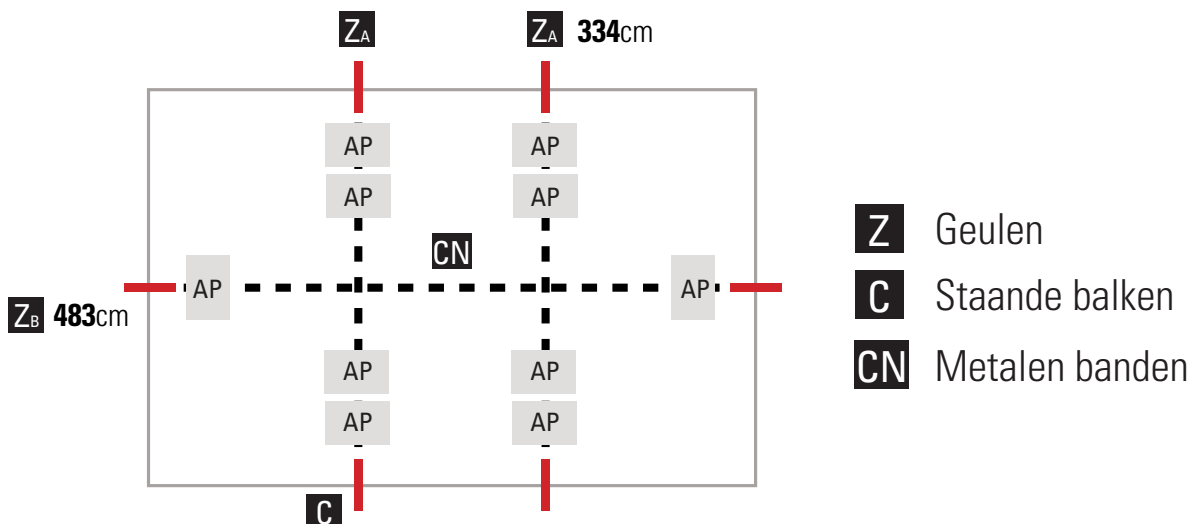 ZA ZA 334cm
AP AP
AP AP
CN
AP AP
ZB 483cm
AP AP
AP AP
C
Z Geulen
C Staande balken
CN Metalen banden